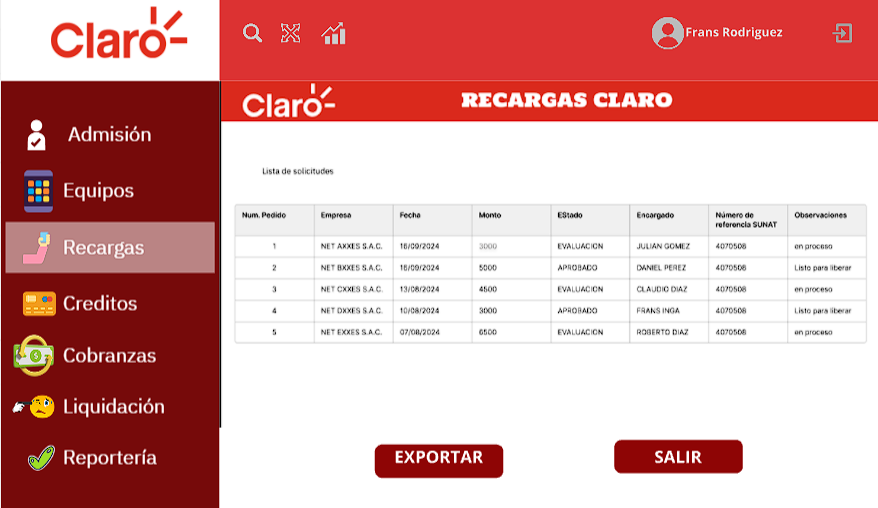 Claro
Frans Rodriguez
Claro
RECARGAS CLARO
Admisión
Equipos
Recargas
Creditos
Cobranzas
Liquidación
Reportería
Lista de solicitudes
Num. Pedido Empresa Fecha Monto EStado Encargado Número de referencia SUNAT Observaciones
1 NET AXXES S.A.C. 16/09/2024 3000 EVALUACION JULIAN GOMEZ 4070508 en proceso
2 NET BXXES S.A.C. 16/09/2024 5000 APROBADO DANIEL PEREZ 4070508 Listo para liberar
3 NET CXXES S.A.C. 13/08/2024 4500 EVALUACION CLAUDIO DIAZ 4070508 en proceso
4 NET DXXES S.A.C. 10/08/2024 3000 APROBADO FRANS INGA 4070508 Listo para liberar
5 NET EXXES S.A.C. 07/08/2024 6500 EVALUACION ROBERTO DIAZ 4070508 en proceso
EXPORTAR
SALIR